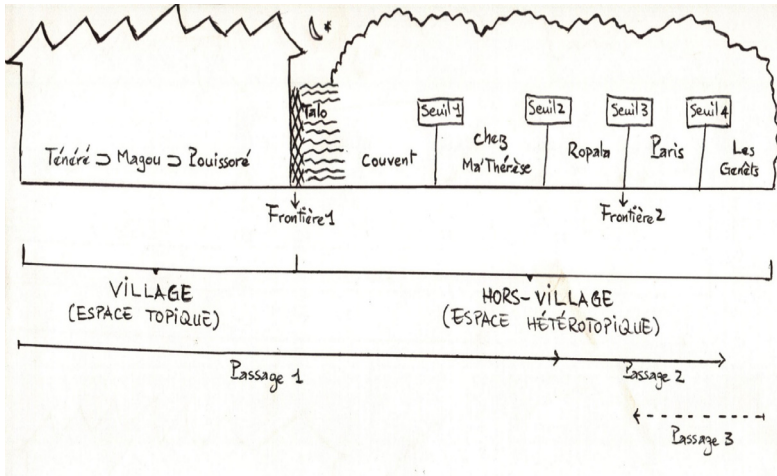 Talo
Seuil 1
Seuil 2
Seuil 3
Seuil 4
Ténéré ⊃ Magou ⊃ Pouissoré
Couvent
chez
Ma'Thérèse
Ropala
Paris
Les
Genêts
Frontière 1
Frontière 2
VILLAGE
(ESPACE TOPIQUE)
HORS-VILLAGE
(ESPACE HÉTÉROTOPIQUE)
Passage 1
Passage 2
Passage 3